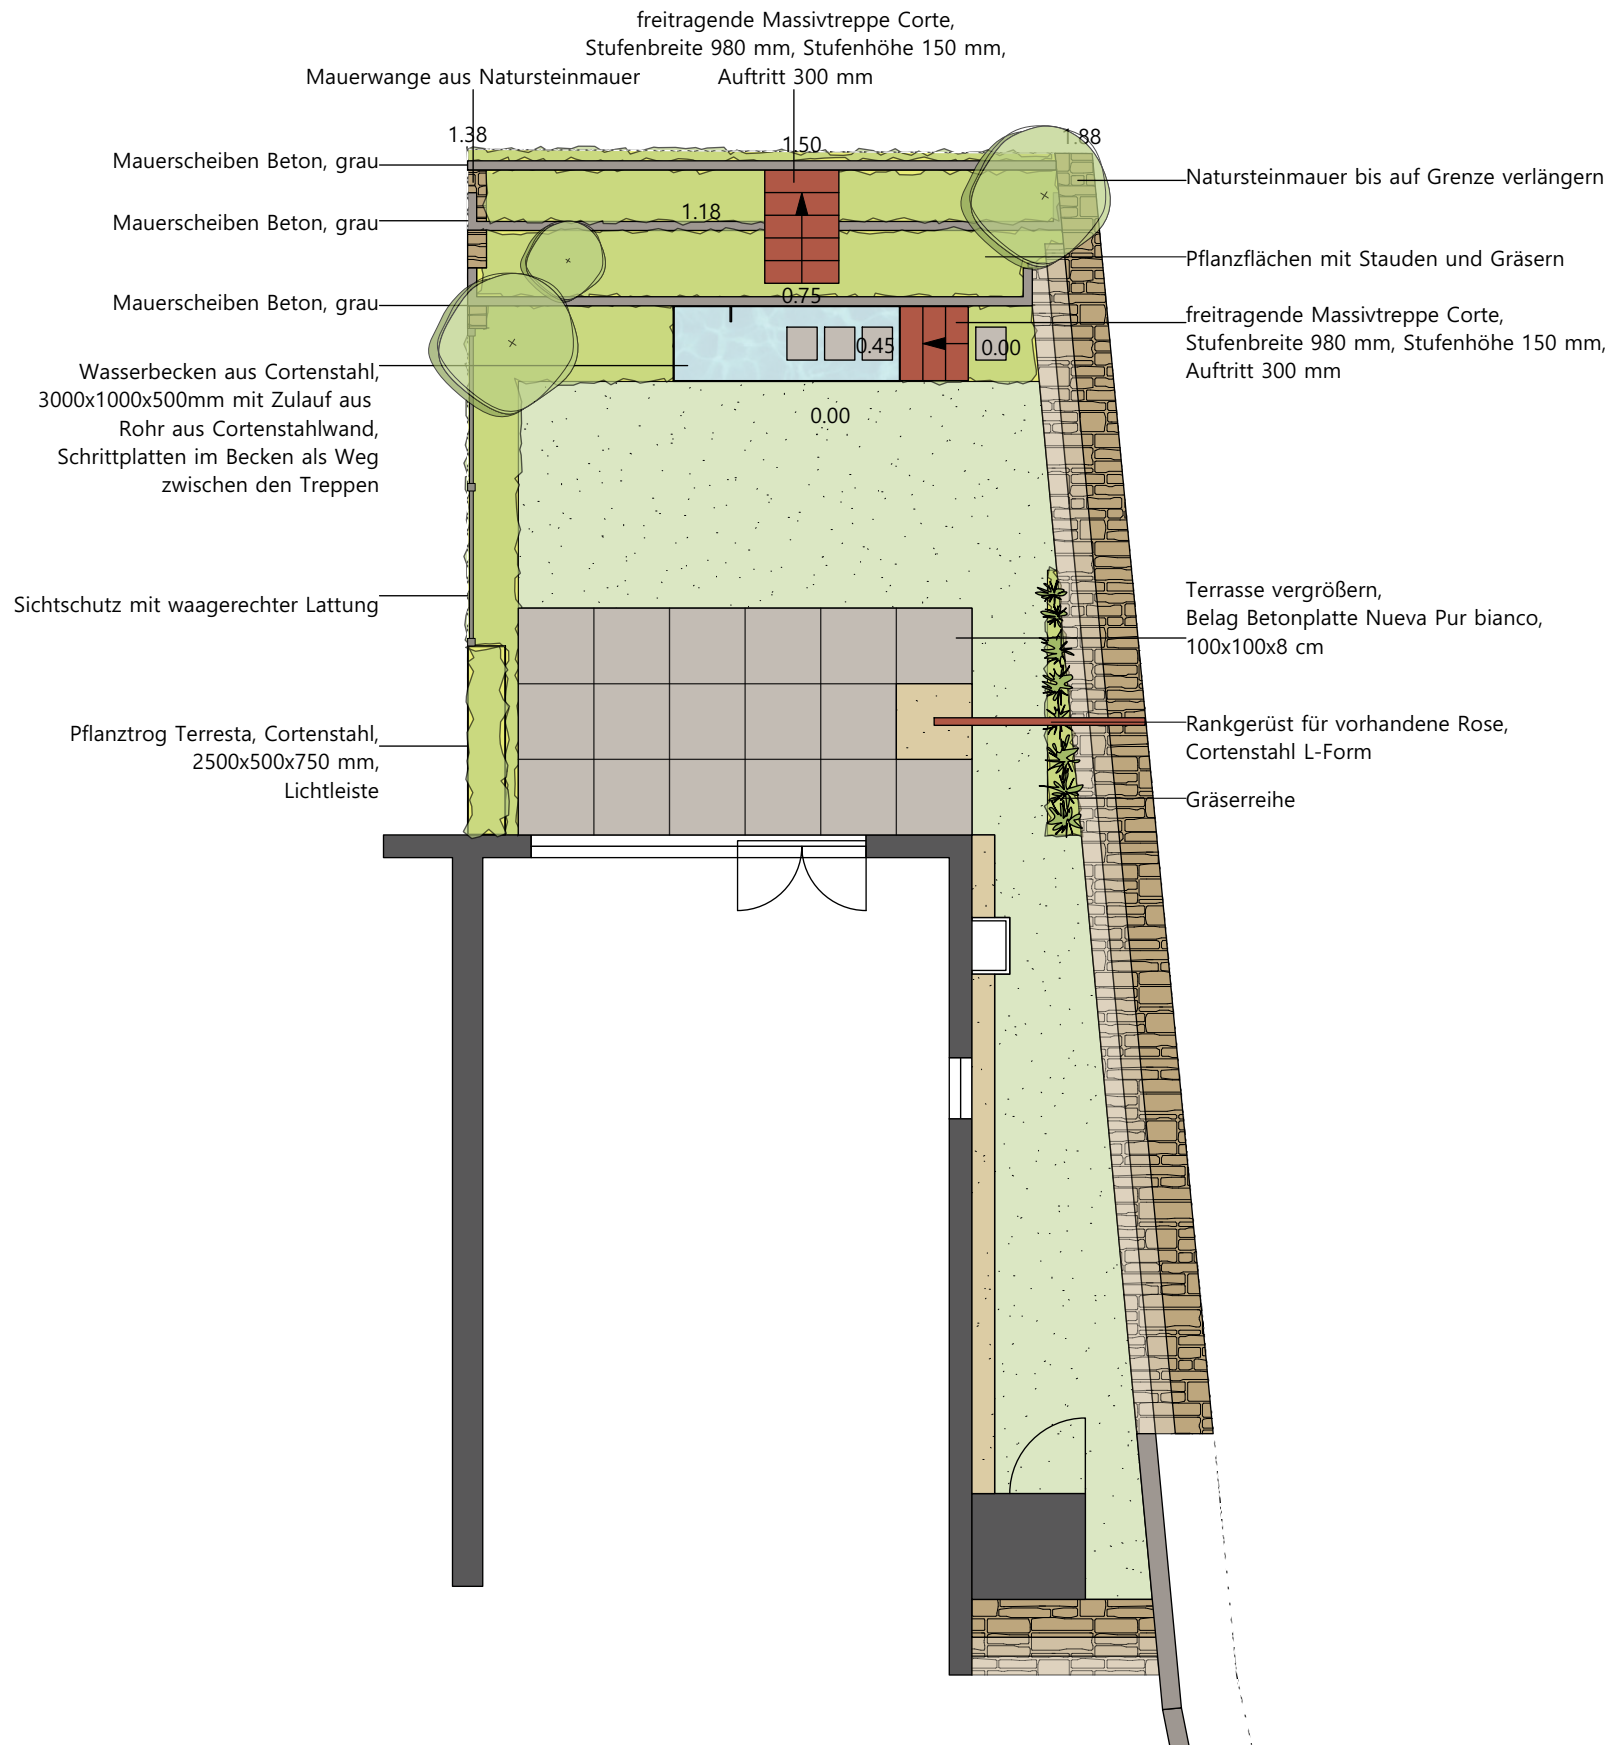 freitragende Massivtreppe Corte,
Stufenbreite 980 mm, Stufenhöhe 150 mm,
Auftritt 300 mm
Mauerwange aus Natursteinmauer
1.38
1.50
1.88
Mauerscheiben Beton, grau
Natursteinmauer bis auf Grenze verlängern
Mauerscheiben Beton, grau
1.18
Pflanzflächen mit Stauden und Gräsern
Mauerscheiben Beton, grau
0.75
freitragende Massivtreppe Corte,
Stufenbreite 980 mm, Stufenhöhe 150 mm,
Auftritt 300 mm
0.45
0.00
Wasserbecken aus Cortenstahl,
3000x1000x500mm mit Zulauf aus
Rohr aus Cortenstahlwand,
Schrittplatten im Becken als Weg
zwischen den Treppen
0.00
Sichtschutz mit waagerechter Lattung
Terrasse vergrößern,
Belag Betonplatte Nueva Pur bianco,
100x100x8 cm
Pflanztrog Terresta, Cortenstahl,
2500x500x750 mm,
Lichtleiste
Rankgerüst für vorhandene Rose,
Cortenstahl L-Form
Gräserreihe